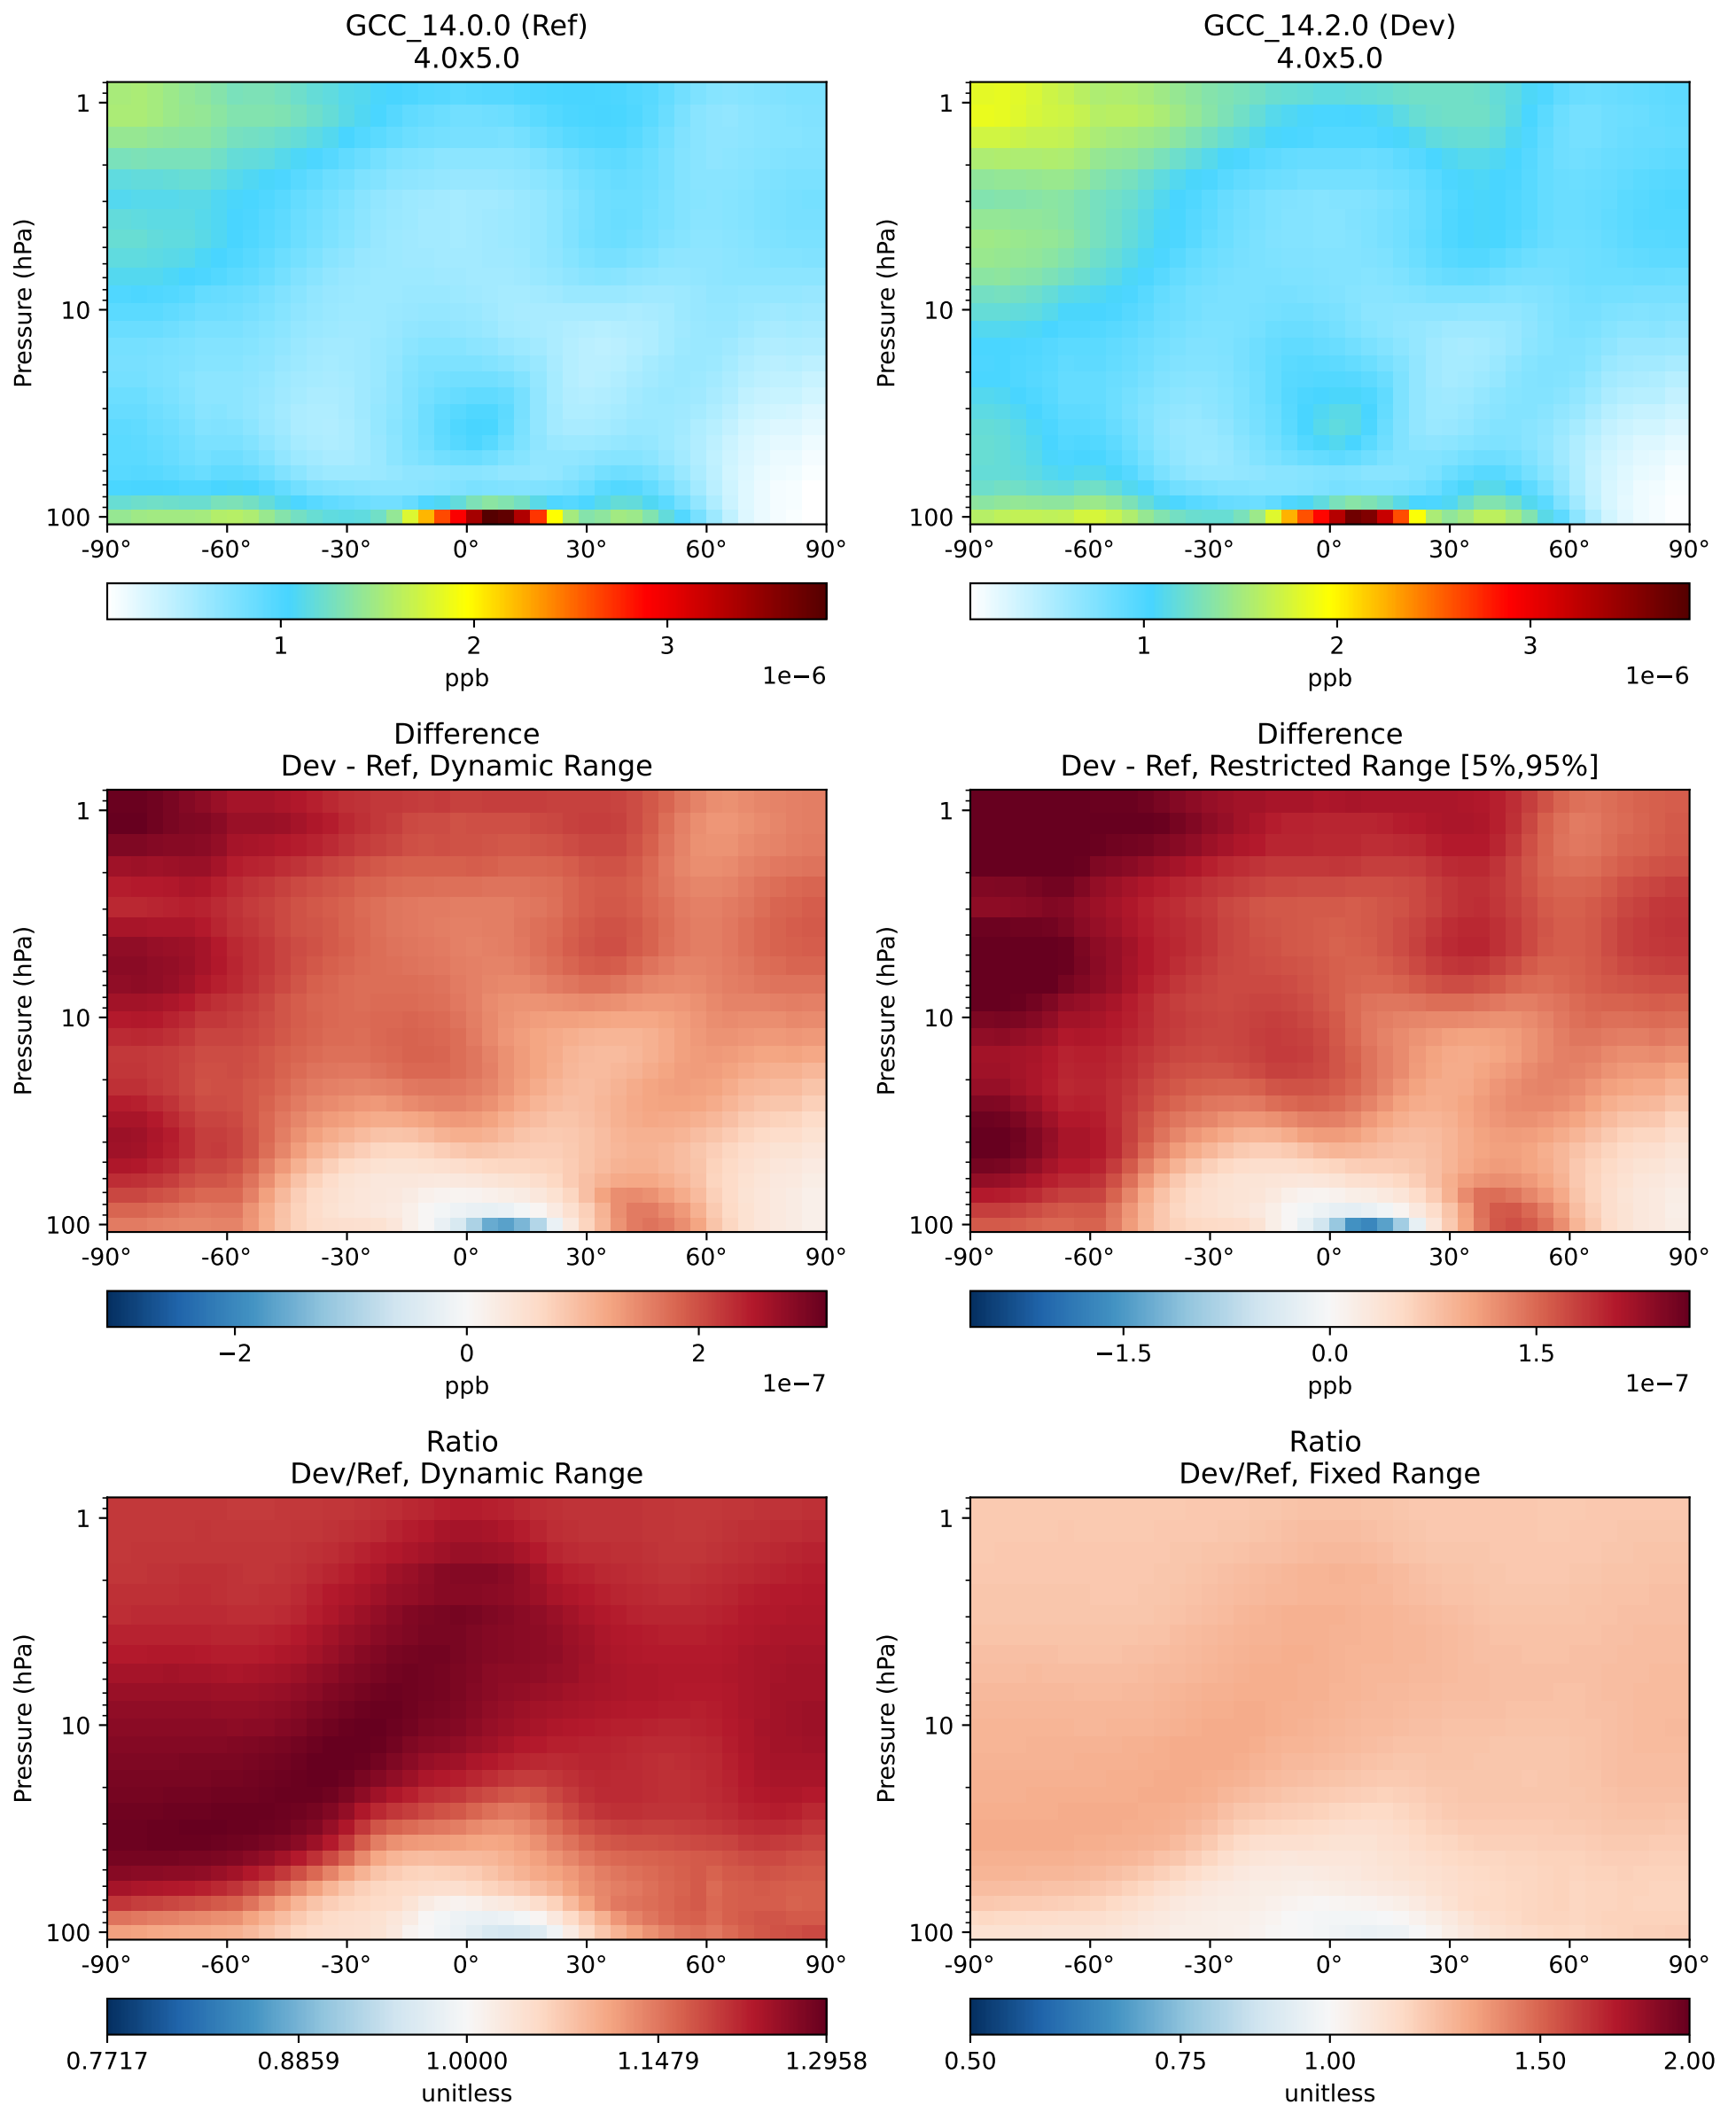 GCC_14.0.0 (Ref)
4.0x5.0
Pressure (hPa)
1
10
100
-90° -60° -30° 0° 30° 60° 90°
1 2 3
ppb 1e−6
GCC_14.2.0 (Dev)
4.0x5.0
Pressure (hPa)
1
10
100
-90° -60° -30° 0° 30° 60° 90°
1 2 3
ppb 1e−6
Difference
Dev - Ref, Dynamic Range
Pressure (hPa)
1
10
100
-90° -60° -30° 0° 30° 60° 90°
−2 0 2
ppb 1e−7
Difference
Dev - Ref, Restricted Range [5%,95%]
Pressure (hPa)
1
10
100
-90° -60° -30° 0° 30° 60° 90°
−1.5 0.0 1.5
ppb 1e−7
Ratio
Dev/Ref, Dynamic Range
Pressure (hPa)
1
10
100
-90° -60° -30° 0° 30° 60° 90°
0.7717 0.8859 1.0000 1.1479 1.2958
unitless
Ratio
Dev/Ref, Fixed Range
Pressure (hPa)
1
10
100
-90° -60° -30° 0° 30° 60° 90°
0.50 0.75 1.00 1.50 2.00
unitless